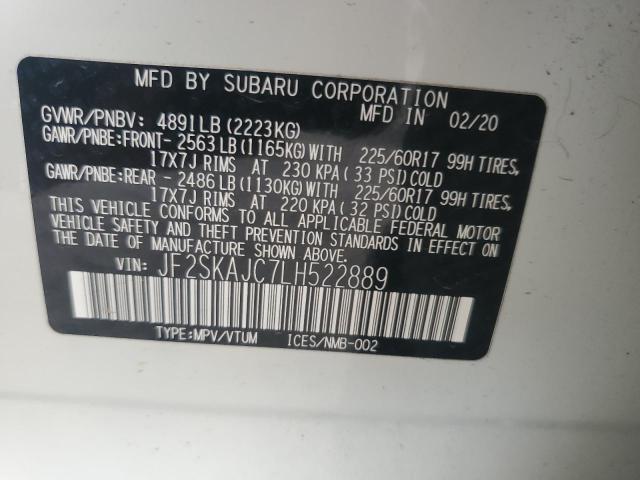 MFD BY SUBARU CORPORATION
MFD IN 02/20
GVWR/PNBV: 4891LB (2223KG)
GAWR/PNBE:FRONT- 2563 LB (1165KG) WITH 225/60R17 99H TIRES,
17X7J RIMS AT 230 KPA (33 PSI) COLD
GAWR/PNBE:REAR - 2486 LB (1130KG) WITH 225/60R17 99H TIRES,
17X7J RIMS AT 220 KPA (32 PSI) COLD
THIS VEHICLE CONFORMS TO ALL APPLICABLE FEDERAL MOTOR
VEHICLE SAFETY AND THEFT PREVENTION STANDARDS IN EFFECT ON
THE DATE OF MANUFACTURE SHOWN ABOVE.
VIN: JF2SKAJC7LH522889
TYPE:MPV/VTUM ICES/NMB-002